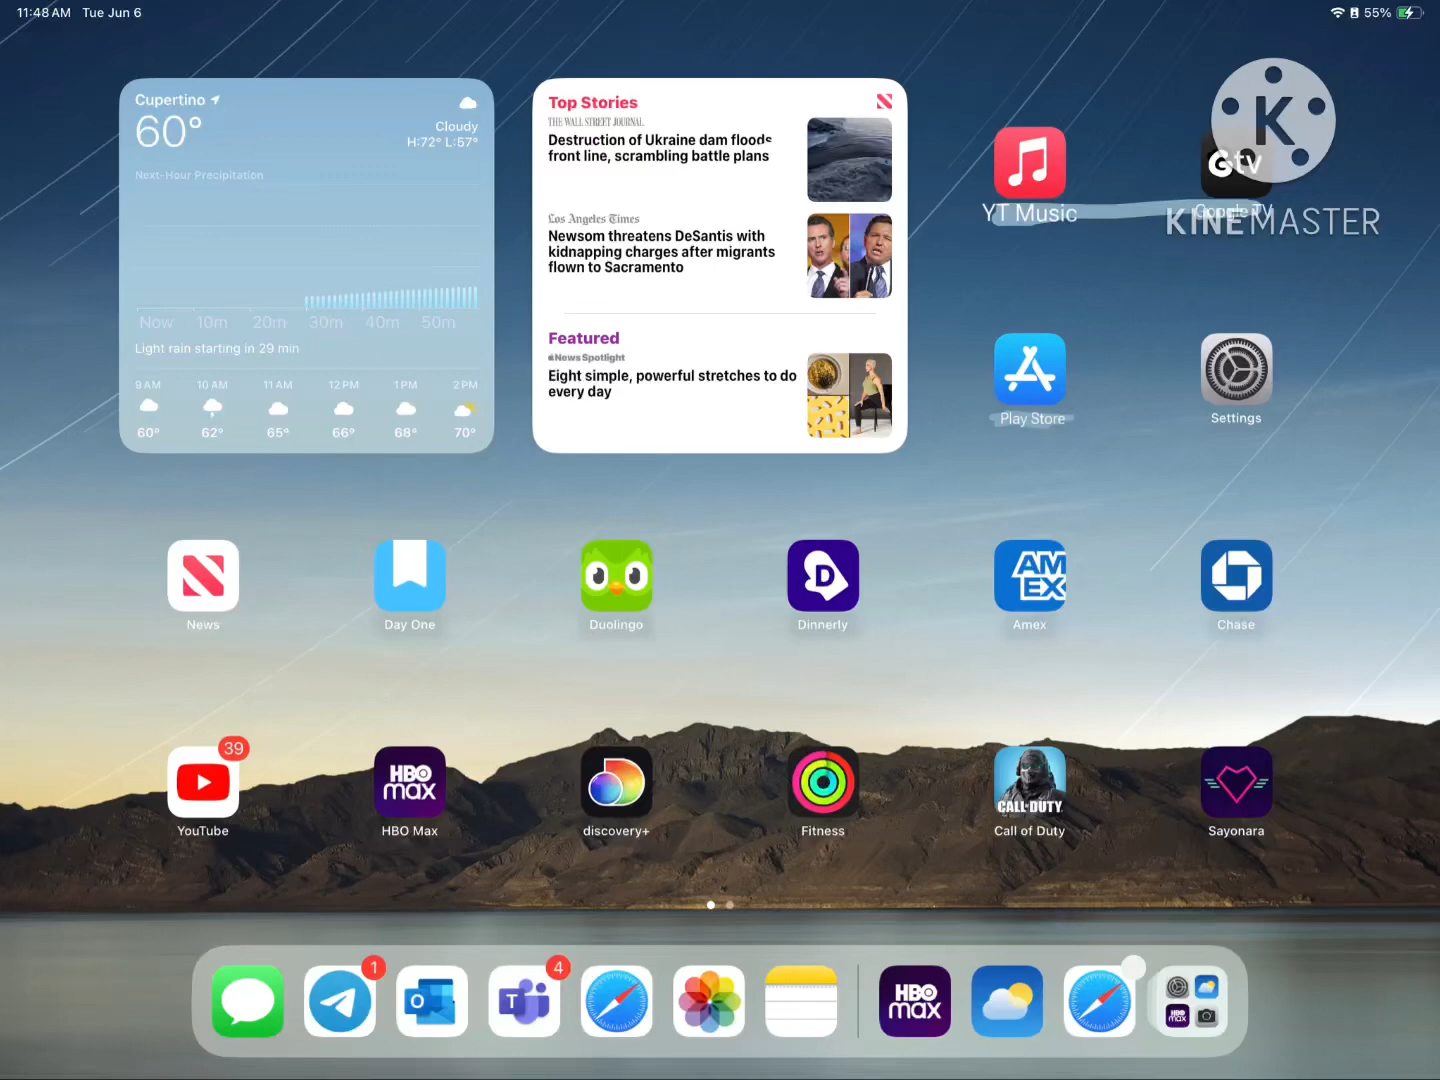 11:48 AM Tue Jun 6
55%
Cupertino
60°
Cloudy
H:72° L:57°
Next-Hour Precipitation
Now 10m 20m 30m 40m 50m
Light rain starting in 29 min
9 AM 10 AM 11 AM 12 PM 1 PM 2 PM
60° 62° 65° 66° 68° 70°
Top Stories
THE WALL STREET JOURNAL.
Destruction of Ukraine dam floods
front line, scrambling battle plans
Los Angeles Times
Newsom threatens DeSantis with
kidnapping charges after migrants
flown to Sacramento
Featured
News Spotlight
Eight simple, powerful stretches to do
every day
K
Gtv
YT Music
Google TV
KINEMASTER
Play Store
Settings
D
AM
EX
News
Day One
Duolingo
Dinnerly
Amex
Chase
39
HBO
max
CALL OF DUTY
YouTube
HBO Max
discovery+
Fitness
Call of Duty
Sayonara
1
4
O
T
HBO
max
HBO
max